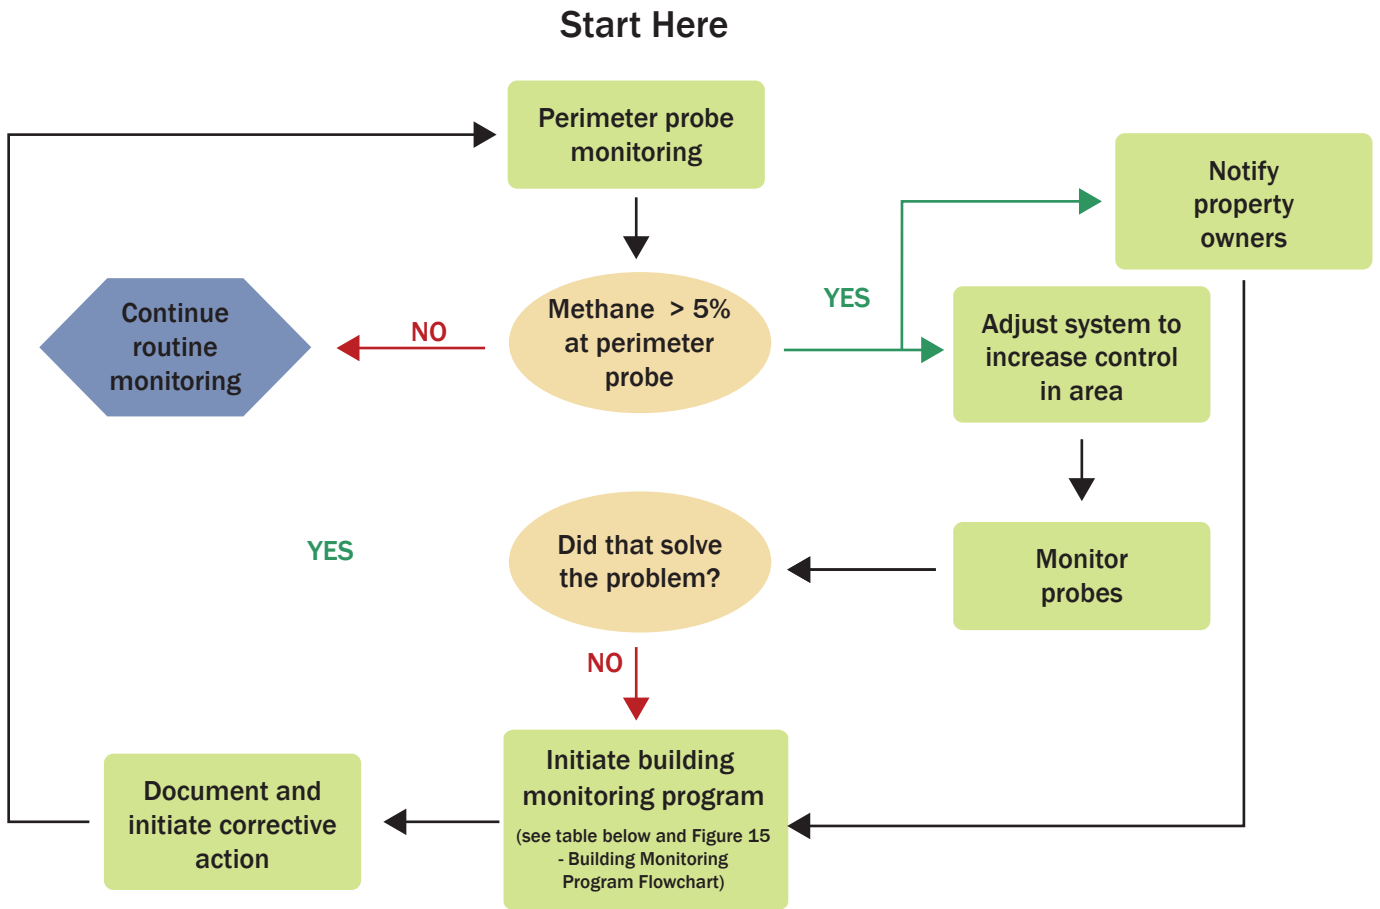 Start Here
Perimeter probe
monitoring
Notify
property
owners
Continue
routine
monitoring
NO
Methane > 5%
at perimeter
probe
YES
Adjust system to
increase control
in area
YES
Did that solve
the problem?
Monitor
probes
NO
Document and
initiate corrective
action
Initiate building
monitoring program
(see table below and Figure 15
- Building Monitoring
Program Flowchart)